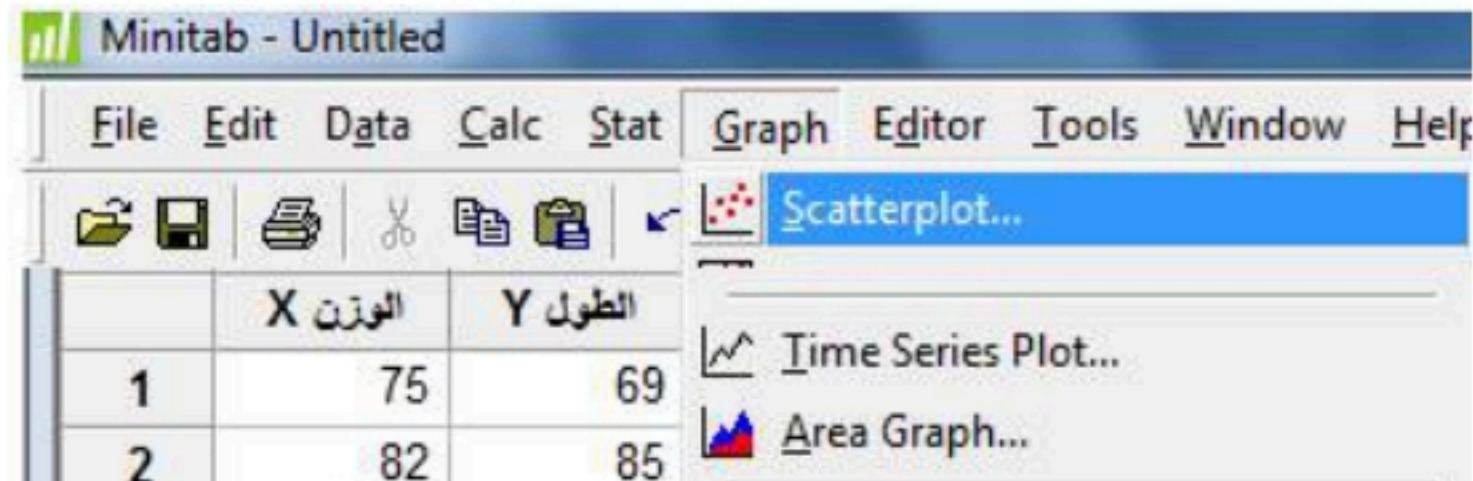 Minitab - Untitled
File Edit Data Calc Stat Graph Editor Tools Window Help
Scatterplot...
الوزن X الطول Y
Time Series Plot...
1 75 69
Area Graph...
2 82 85